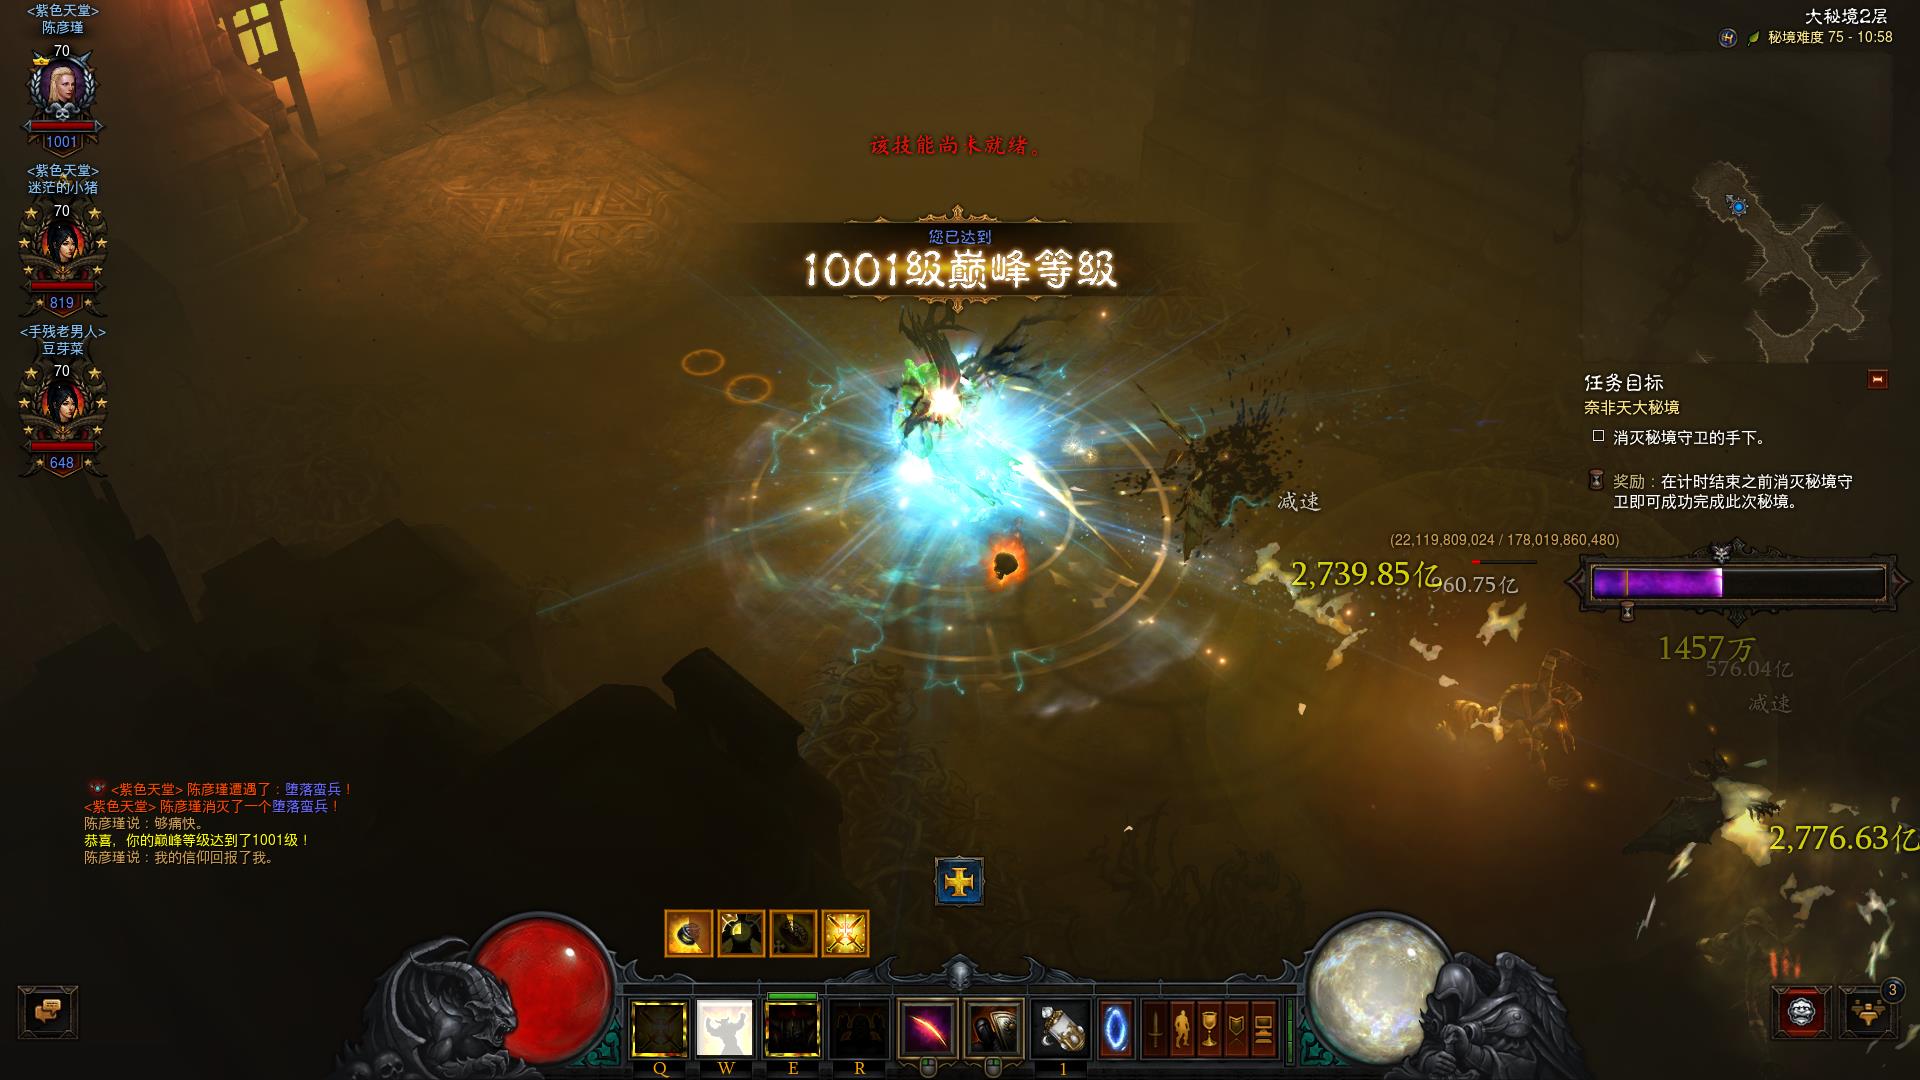 <紫色天堂>
陈彦瑾
70
1001
<紫色天堂>
迷茫的小猪
70
819
<手残老男人>
豆芽菜
70
648
大秘境2层
秘境难度 75 - 10:58
该技能尚未就绪。
您已达到
1001级巅峰等级
任务目标
奈非天大秘境
消灭秘境守卫的手下。
奖励：在计时结束之前消灭秘境守
卫即可成功完成此次秘境。
减速
(22,119,809,024 / 178,019,860,480)
2,739.85亿
960.75亿
1457万
576.04亿
减速
2,776.63亿
<紫色天堂> 陈彦瑾遭遇了：堕落蛮兵！
<紫色天堂> 陈彦瑾消灭了一个堕落蛮兵！
陈彦瑾说：够痛快。
恭喜，你的巅峰等级达到了1001级！
陈彦瑾说：我的信仰回报了我。
Q
W
E
R
1
3